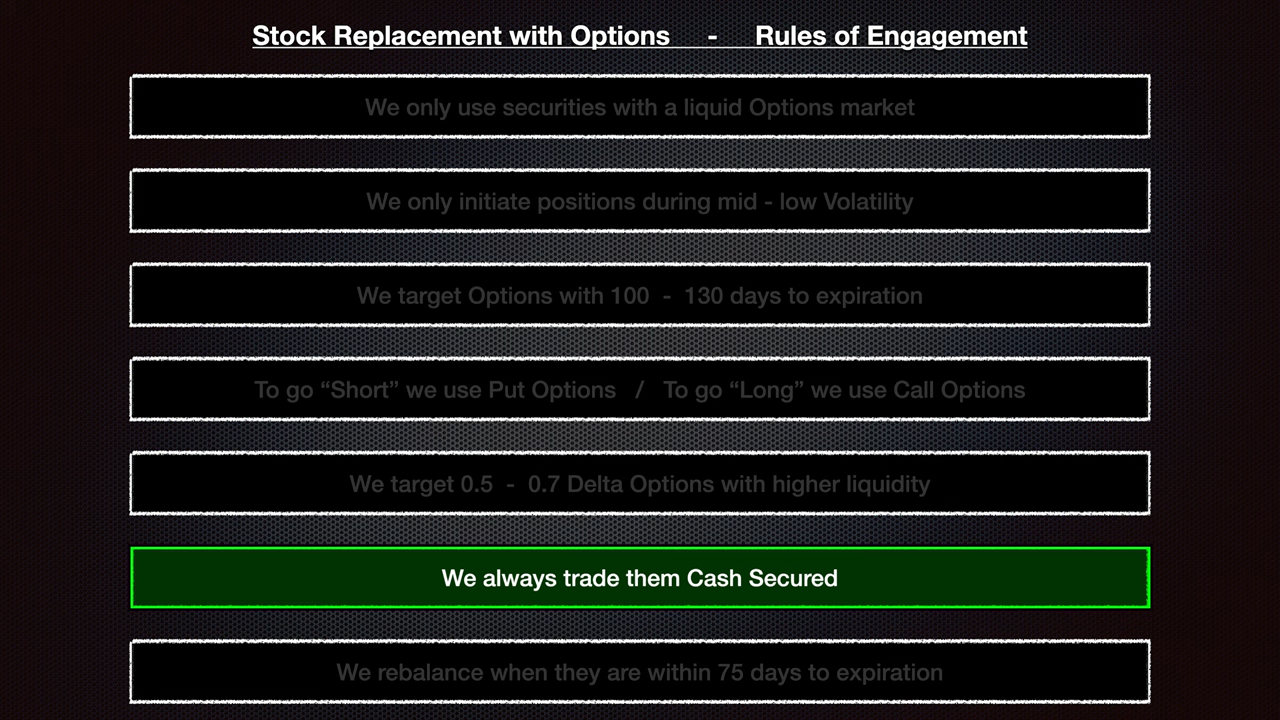 Stock Replacement with Options - Rules of Engagement
We only use securities with a liquid Options market
We only initiate positions during mid - low Volatility
We target Options with 100 - 130 days to expiration
To go “Short” we use Put Options / To go “Long” we use Call Options
We target 0.5 - 0.7 Delta Options with higher liquidity
We always trade them Cash Secured
We rebalance when they are within 75 days to expiration